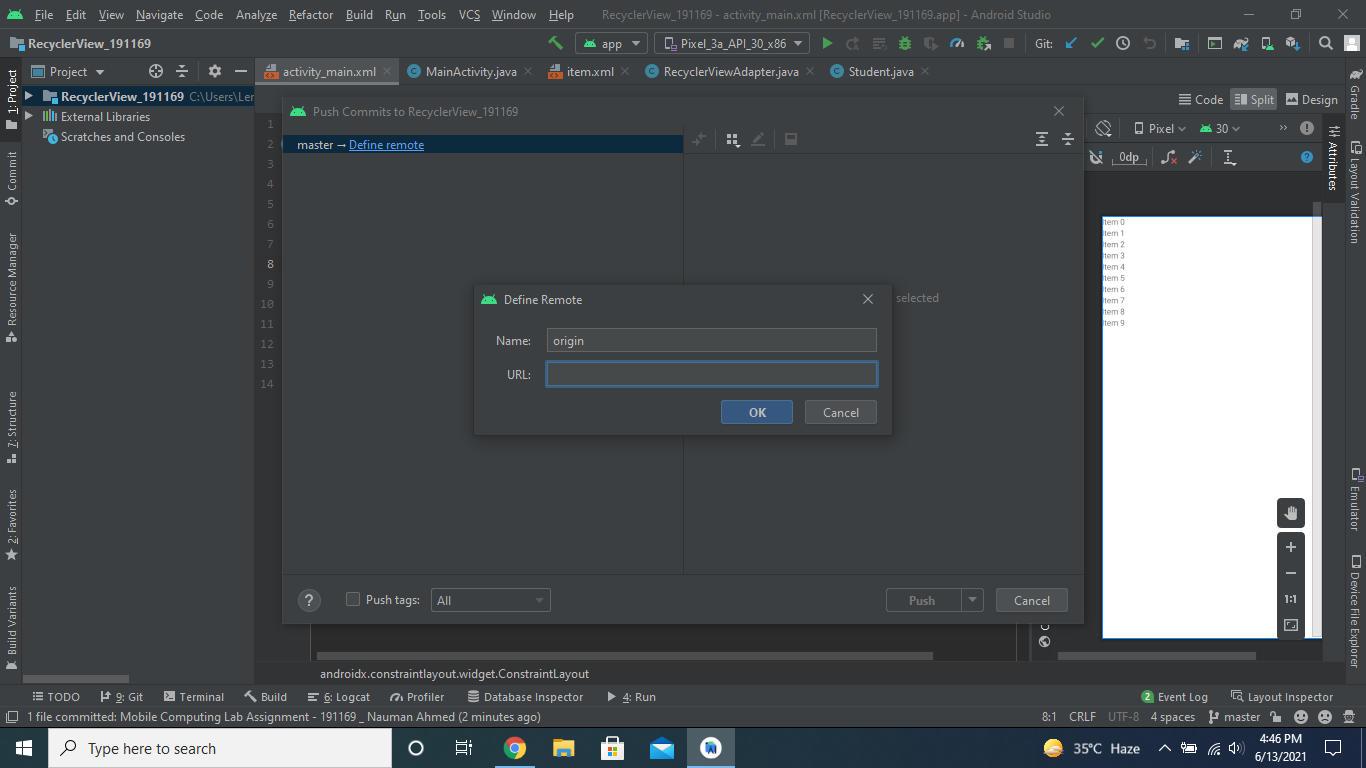 File Edit View Navigate Code Analyze Refactor Build Run Tools VCS Window Help RecyclerView_191169 - activity_main.xml [RecyclerView_191169.app] - Android Studio
RecyclerView_191169 app Pixel_3a_API_30_x86 Git:
Project activity_main.xml MainActivity.java item.xml RecyclerViewAdapter.java Student.java
RecyclerView_191169 C:\Users\Ler
External Libraries
Scratches and Consoles
1: Project
Commit
Resource Manager
7: Structure
2: Favorites
Build Variants
1
2
3
4
5
6
7
8
9
10
11
12
13
14
Push Commits to RecyclerView_191169
master → Define remote
selected
Define Remote
Name: origin
URL:
OK Cancel
? Push tags: All Push Cancel
Code Split Design
Pixel 30 »
0dp ?
Item 0
Item 1
Item 2
Item 3
Item 4
Item 5
Item 6
Item 7
Item 8
Item 9
1:1
Attributes
Gradle
Layout Validation
Emulator
Device File Explorer
androidx.constraintlayout.widget.ConstraintLayout
TODO 9: Git Terminal Build 6: Logcat Profiler Database Inspector 4: Run 2 Event Log Layout Inspector
1 file committed: Mobile Computing Lab Assignment - 191169 _ Nauman Ahmed (2 minutes ago) 8:1 CRLF UTF-8 4 spaces master
Type here to search 35°C Haze 4:46 PM
6/13/2021